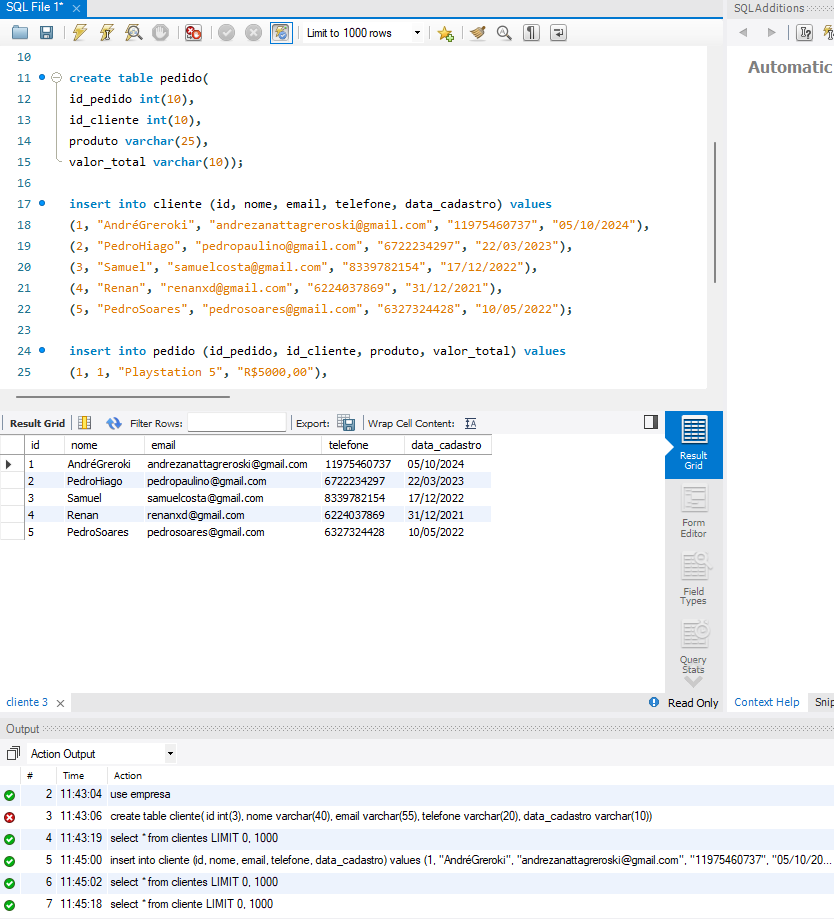 SQL File 1*
SQLAdditions
Limit to 1000 rows
Automatic
10
11 create table pedido(
12 id_pedido int(10),
13 id_cliente int(10),
14 produto varchar(25),
15 valor_total varchar(10));
16
17 insert into cliente (id, nome, email, telefone, data_cadastro) values
18 (1, "AndréGreroki", "andrezanattagreroski@gmail.com", "11975460737", "05/10/2024"),
19 (2, "PedroHiago", "pedropaulino@gmail.com", "6722234297", "22/03/2023"),
20 (3, "Samuel", "samuelcosta@gmail.com", "8339782154", "17/12/2022"),
21 (4, "Renan", "renanxd@gmail.com", "6224037869", "31/12/2021"),
22 (5, "PedroSoares", "pedrosoares@gmail.com", "6327324428", "10/05/2022");
23
24 insert into pedido (id_pedido, id_cliente, produto, valor_total) values
25 (1, 1, "Playstation 5", "R$5000,00"),
Result Grid Filter Rows: Export: Wrap Cell Content:
id nome email telefone data_cadastro
1 AndréGreroki andrezanattagreroski@gmail.com 11975460737 05/10/2024
2 PedroHiago pedropaulino@gmail.com 6722234297 22/03/2023
3 Samuel samuelcosta@gmail.com 8339782154 17/12/2022
4 Renan renanxd@gmail.com 6224037869 31/12/2021
5 PedroSoares pedrosoares@gmail.com 6327324428 10/05/2022
Result
Grid
Form
Editor
Field
Types
Query
Stats
cliente 3
Read Only
Context Help
Snip
Output
Action Output
# Time Action
2 11:43:04 use empresa
3 11:43:06 create table cliente( id int(3), nome varchar(40), email varchar(55), telefone varchar(20), data_cadastro varchar(10))
4 11:43:19 select * from clientes LIMIT 0, 1000
5 11:45:00 insert into cliente (id, nome, email, telefone, data_cadastro) values (1, "AndréGreroki", "andrezanattagreroski@gmail.com", "11975460737", "05/10/20...
6 11:45:02 select * from clientes LIMIT 0, 1000
7 11:45:18 select * from cliente LIMIT 0, 1000